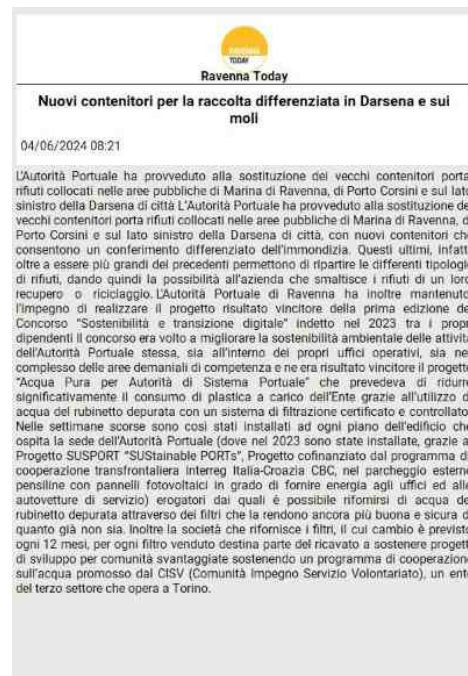 RAVENNA
TODAY
Ravenna Today
Nuovi contenitori per la raccolta differenziata in Darsena e sui
moli
04/06/2024 08:21
L'Autorità Portuale ha provveduto alla sostituzione dei vecchi contenitori porta
rifiuti collocati nelle aree pubbliche di Marina di Ravenna, di Porto Corsini e sul lato
sinistro della Darsena di città L'Autorità Portuale ha provveduto alla sostituzione de
vecchi contenitori porta rifiuti collocati nelle aree pubbliche di Marina di Ravenna, d
Porto Corsini e sul lato sinistro della Darsena di città, con nuovi contenitori che
consentono un conferimento differenziato dell'immondizia. Questi ultimi, infatt
oltre a essere più grandi dei precedenti permettono di ripartire le differenti tipologie
di rifiuti, dando quindi la possibilità all'azienda che smaltisce i rifiuti di un loro
recupero o riciclaggio. L'Autorità Portuale di Ravenna ha inoltre mantenuto
l'impegno di realizzare il progetto risultato vincitore della prima edizione de
Concorso "Sostenibilità e transizione digitale" indetto nel 2023 tra i propr
dipendenti Il concorso era volto a migliorare la sostenibilità ambientale delle attività
dell'Autorità Portuale stessa, sia all'interno dei propri uffici operativi, sia nel
complesso delle aree demaniali di competenza e ne era risultato vincitore il progetto
"Acqua Pura per Autorità di Sistema Portuale" che prevedeva di ridurre
significativamente il consumo di plastica a carico dell'Ente grazie all'utilizzo di
acqua del rubinetto depurata con un sistema di filtrazione certificato e controllato
Nelle settimane scorse sono così stati installati ad ogni piano dell'edificio che
ospita la sede dell'Autorità Portuale (dove nel 2023 sono state installate, grazie al
Progetto SUSPORT "SUStainable PORTs", Progetto cofinanziato dal programma di
cooperazione transfrontaliera Interreg Italia-Croazia CBC, nel parcheggio esterno
pensiline con pannelli fotovoltaici in grado di fornire energia agli uffici ed alle
autovetture di servizio) erogatori dai quali è possibile rifornirsi di acqua de
rubinetto depurata attraverso dei filtri che la rendono ancora più buona e sicura d
quanto già non sia. Inoltre la società che rifornisce i filtri, il cui cambio è previsto
ogni 12 mesi, per ogni filtro venduto destina parte del ricavato a sostenere progett
di sviluppo per comunità svantaggiate sostenendo un programma di cooperazione
sull'acqua promosso dal CISV (Comunità Impegno Servizio Volontariato), un ente
del terzo settore che opera a Torino.